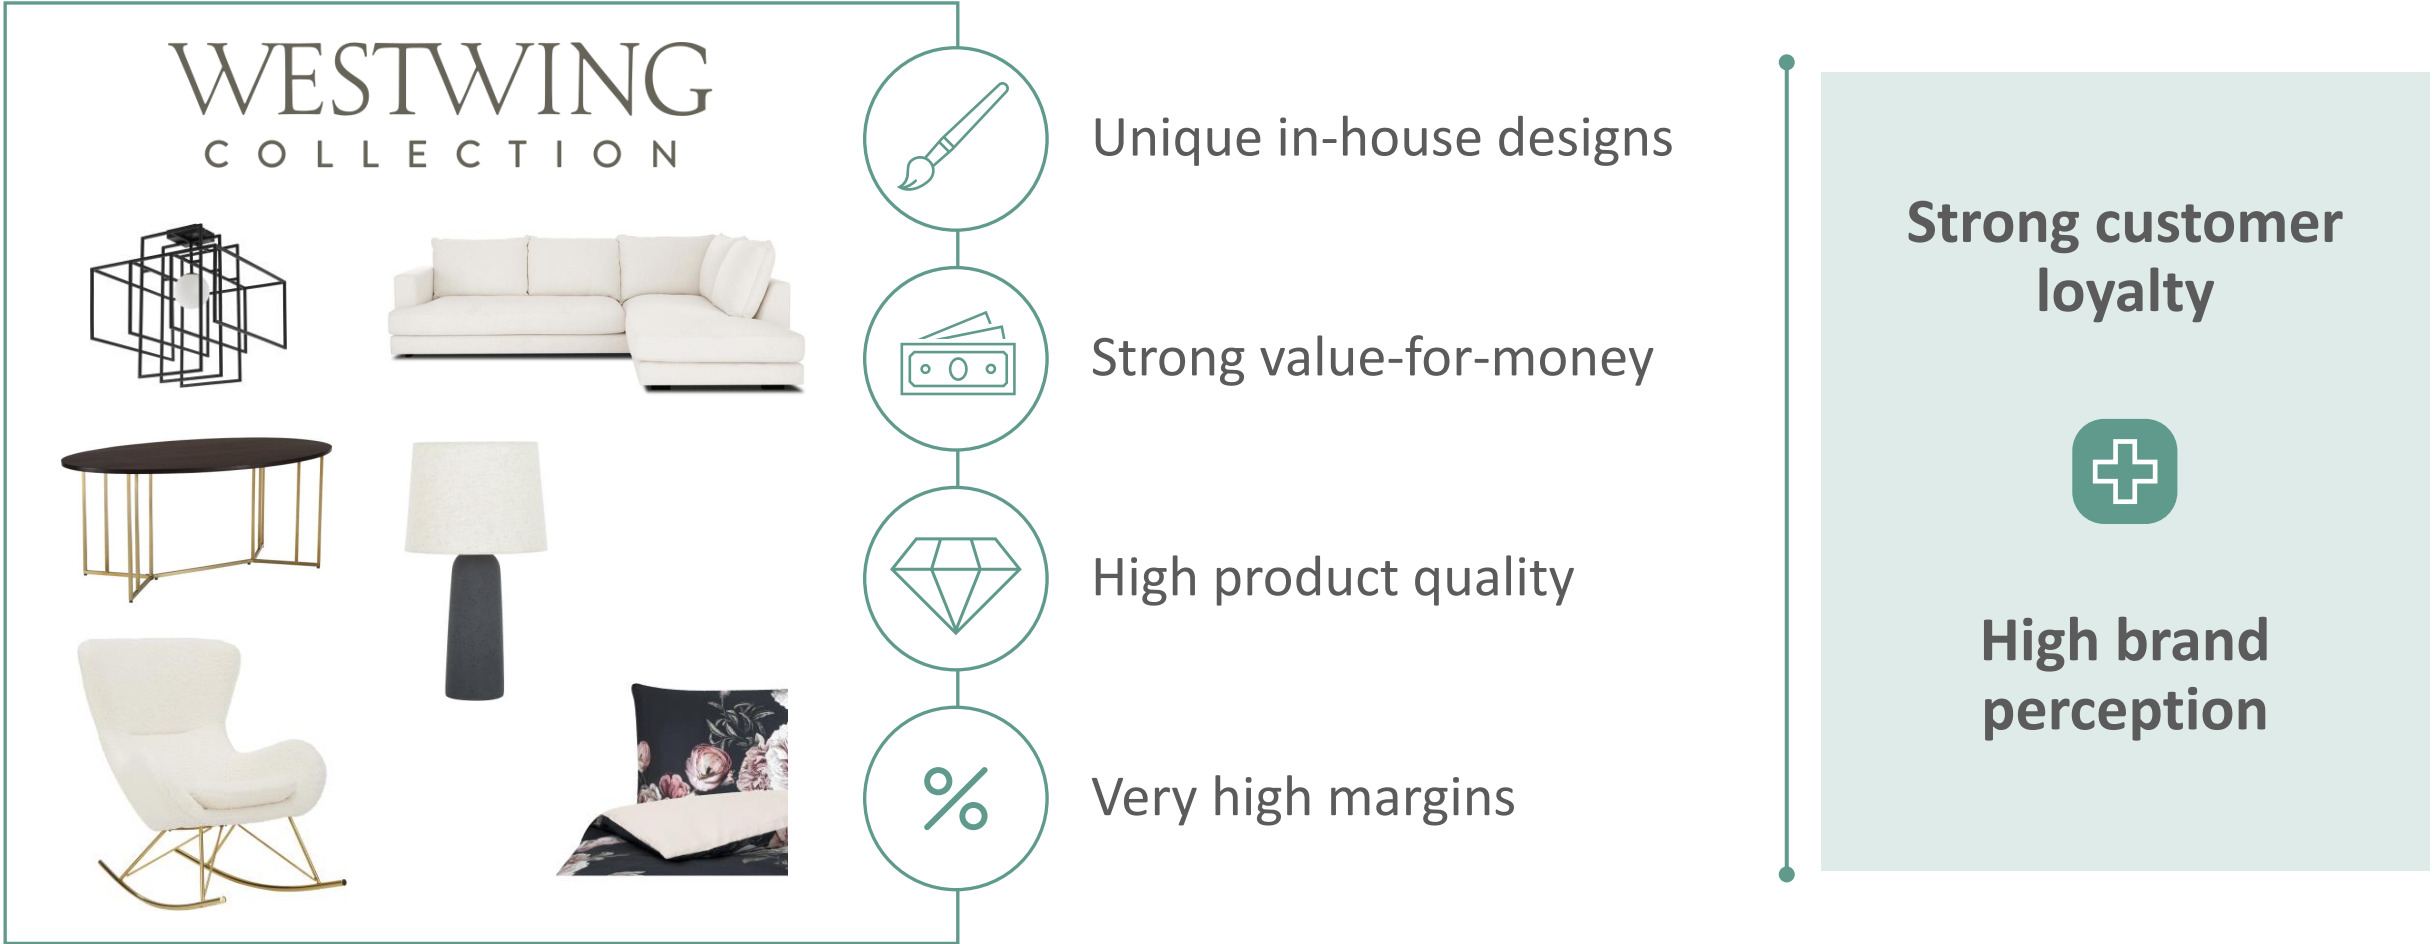 WESTWING
COLLECTION
Unique in-house designs
Strong value-for-money
High product quality
Very high margins
Strong customer
loyalty
High brand
perception